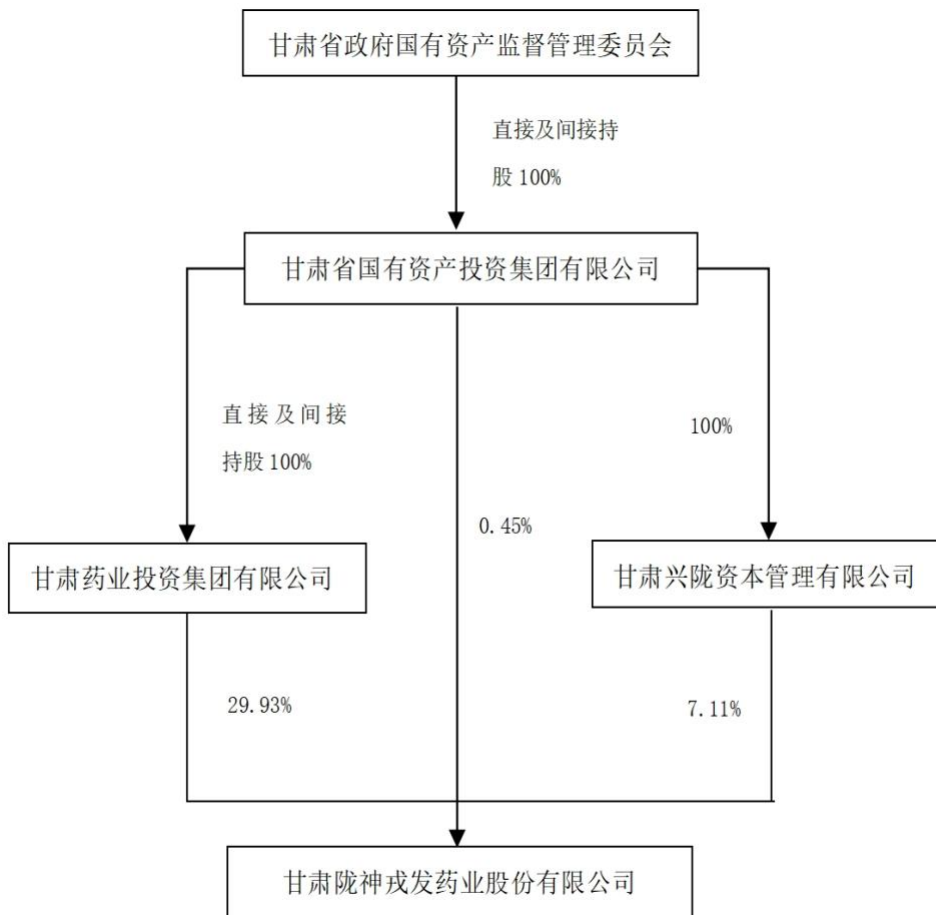 甘肃省政府国有资产监督管理委员会
直接及间接持
股 100%
甘肃省国有资产投资集团有限公司
直接及间接
持股 100%
100%
0.45%
甘肃药业投资集团有限公司
甘肃兴陇资本管理有限公司
29.93%
7.11%
甘肃陇神戎发药业股份有限公司